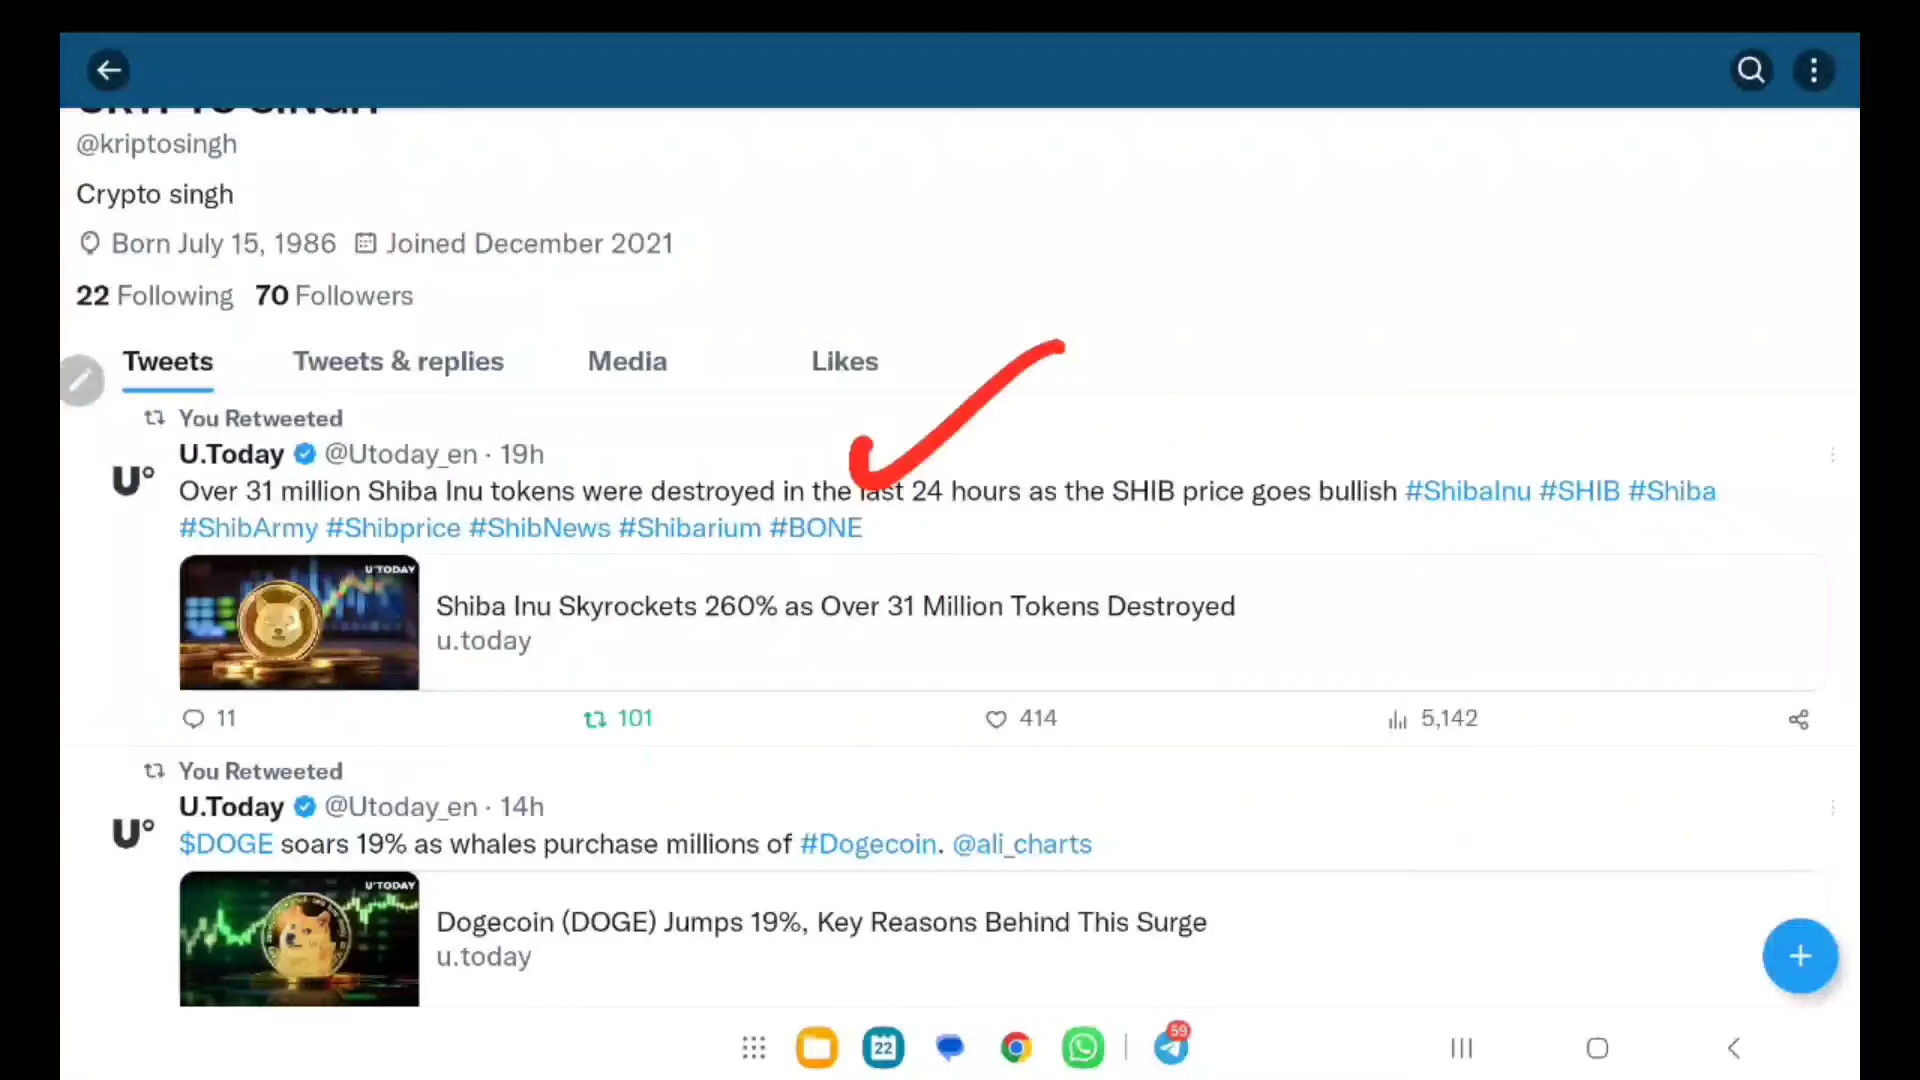 @kriptosingh
Crypto singh
Born July 15, 1986 Joined December 2021
22 Following 70 Followers
Tweets Tweets & replies Media Likes
You Retweeted
U.Today @Utoday_en · 19h
Over 31 million Shiba Inu tokens were destroyed in the last 24 hours as the SHIB price goes bullish #ShibaInu #SHIB #Shiba
#ShibArmy #Shibprice #ShibNews #Shibarium #BONE
U°
U'TODAY
Shiba Inu Skyrockets 260% as Over 31 Million Tokens Destroyed
u.today
11 101 414 5,142
You Retweeted
U.Today @Utoday_en · 14h
U°
$DOGE soars 19% as whales purchase millions of #Dogecoin. @ali_charts
U'TODAY
Dogecoin (DOGE) Jumps 19%, Key Reasons Behind This Surge
u.today
22
59